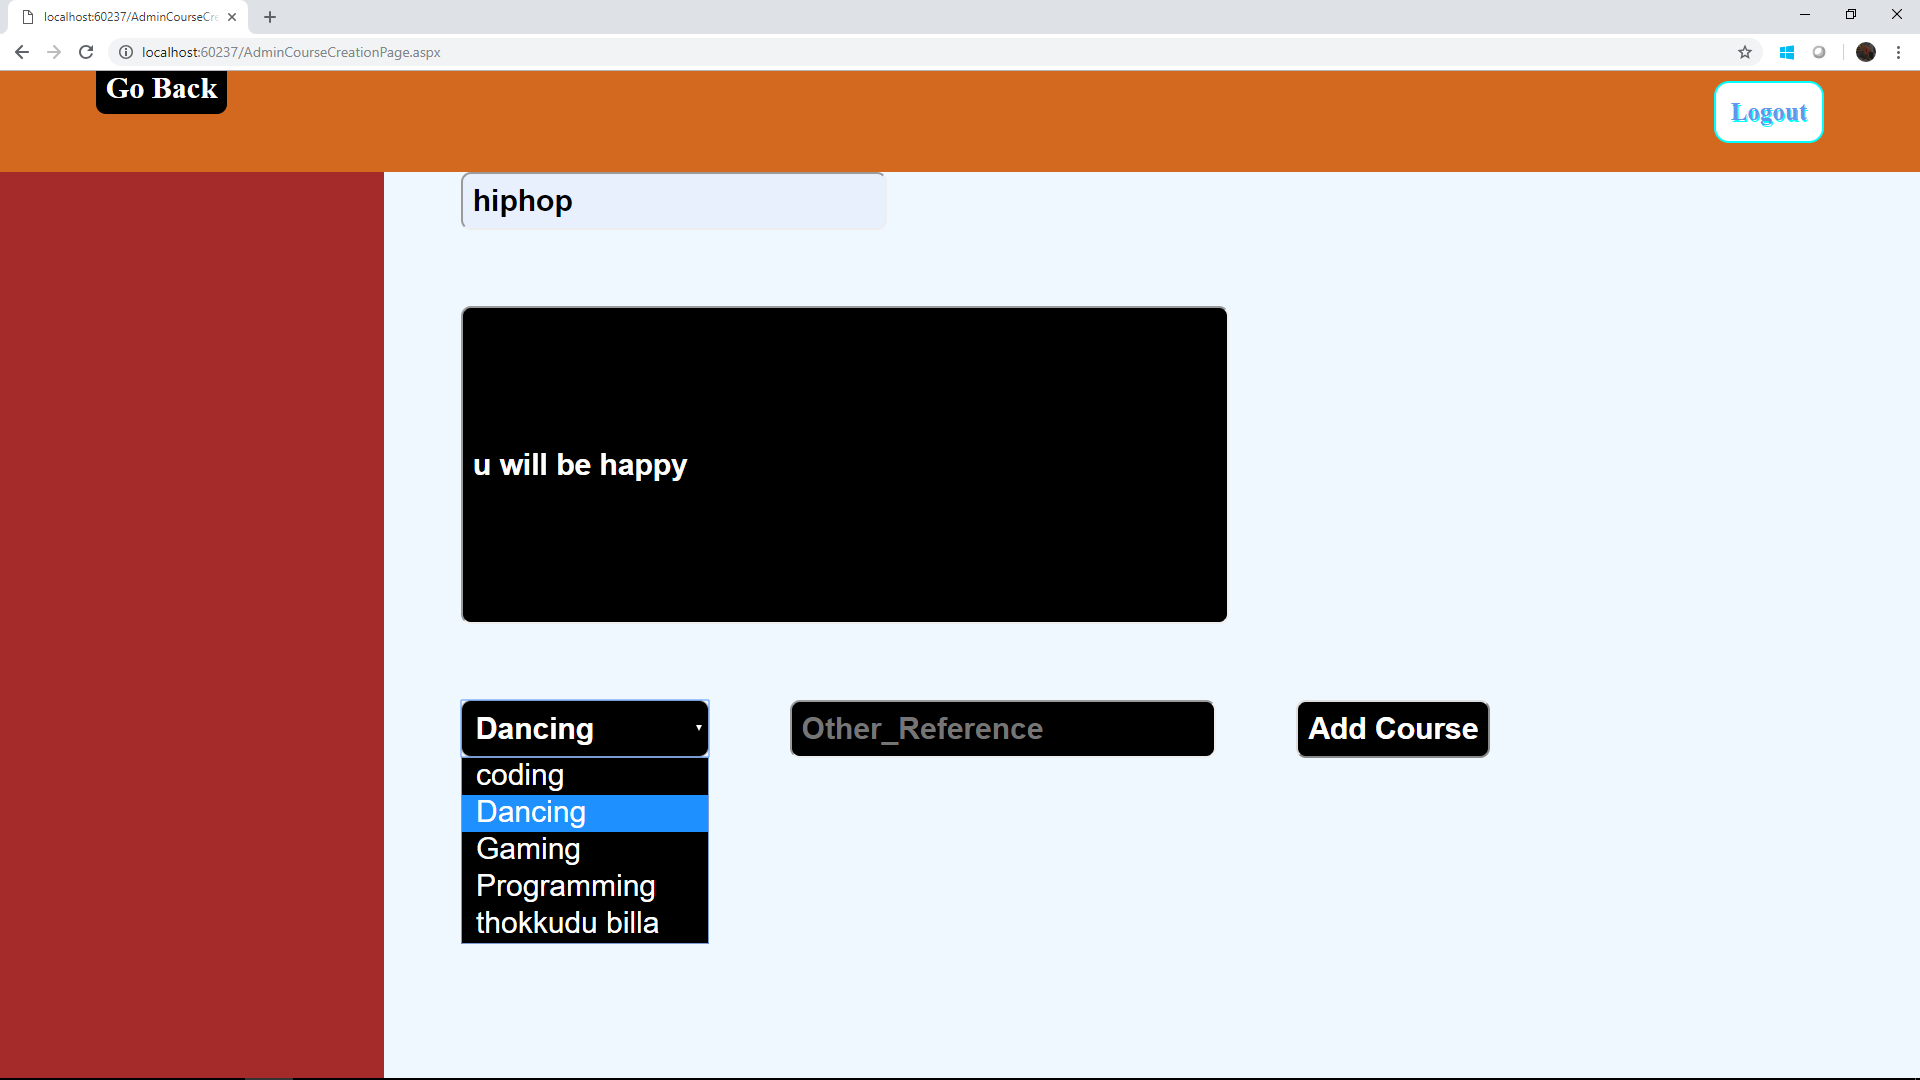 localhost:60237/AdminCourseCre
localhost:60237/AdminCourseCreationPage.aspx
Go Back
Logout
hiphop
u will be happy
Dancing
Other_Reference
Add Course
coding
Dancing
Gaming
Programming
thokkudu billa